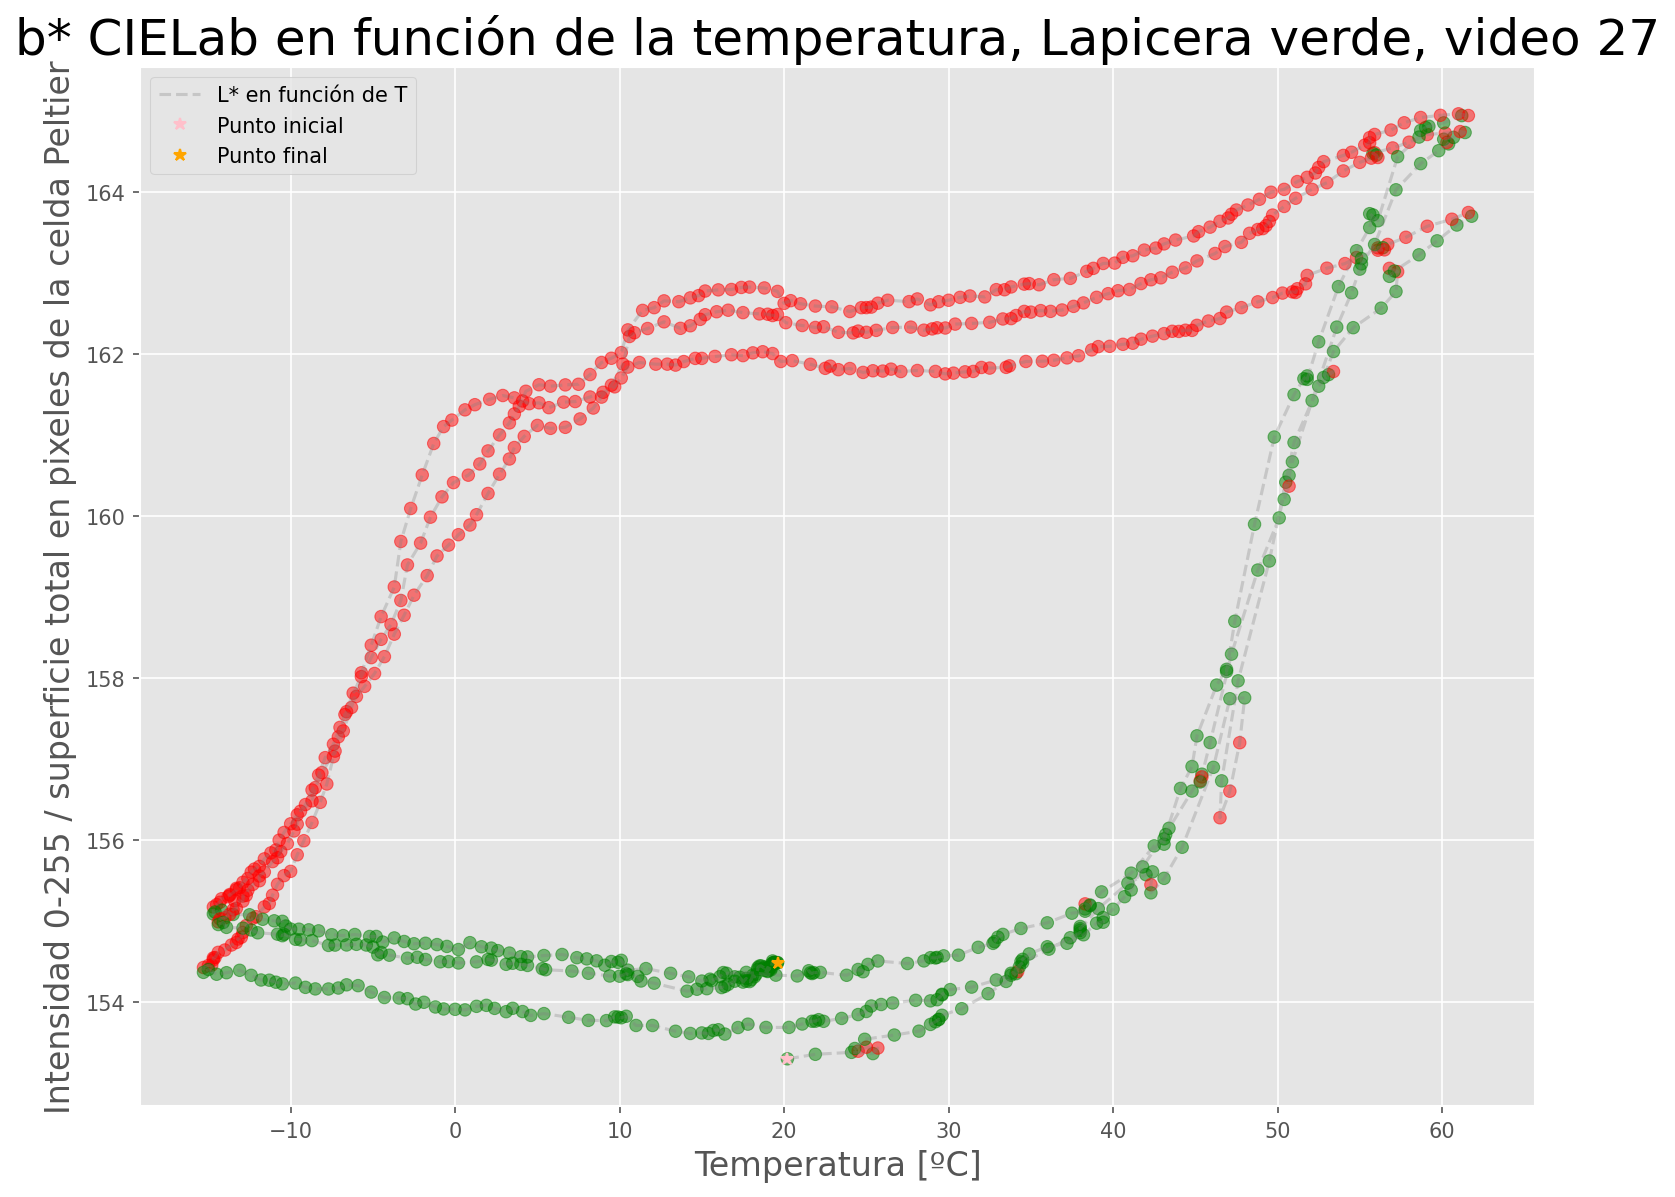 b* CIELab en función de la temperatura, Lapicera verde, video 27
Intensidad 0-255 / superficie total en pixeles de la celda Peltier
L* en función de T
Punto inicial
Punto final
164
162
160
158
156
154
−10
0
10
20
30
40
50
60
Temperatura [ºC]